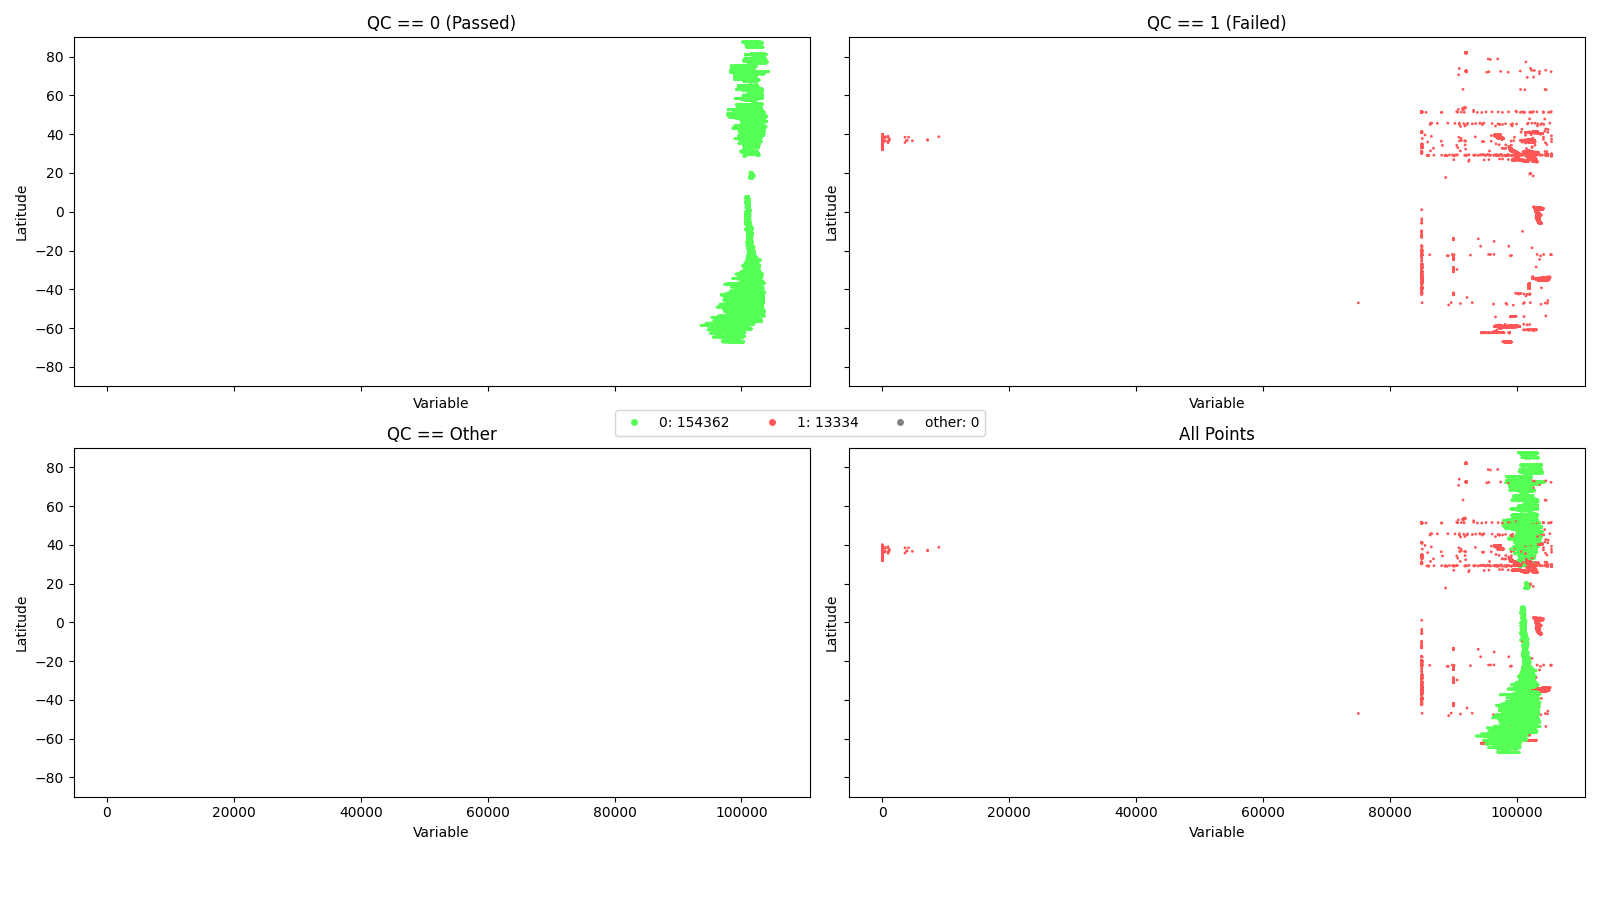 QC == 0 (Passed)
QC == 1 (Failed)
80
60
40
20
0
−20
−40
−60
−80
Latitude
Latitude
Variable
Variable
0: 154362
1: 13334
other: 0
QC == Other
All Points
80
60
40
20
0
−20
−40
−60
−80
Latitude
Latitude
0
20000
40000
60000
80000
100000
0
20000
40000
60000
80000
100000
Variable
Variable